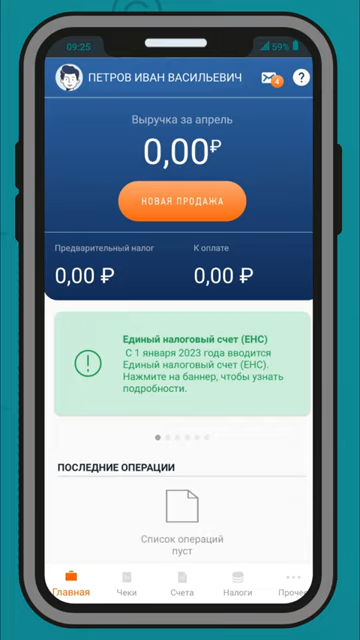 09:25
59%
ПЕТРОВ ИВАН ВАСИЛЬЕВИЧ
4
?
Выручка за апрель
0,00₽
НОВАЯ ПРОДАЖА
Предварительный налог
К оплате
0,00 ₽
0,00 ₽
Единый налоговый счет (ЕНС)
С 1 января 2023 года вводится
Единый налоговый счет (ЕНС).
Нажмите на баннер, чтобы узнать
подробности.
ПОСЛЕДНИЕ ОПЕРАЦИИ
Список операций
пуст
Главная
Чеки
Счета
Налоги
Прочее